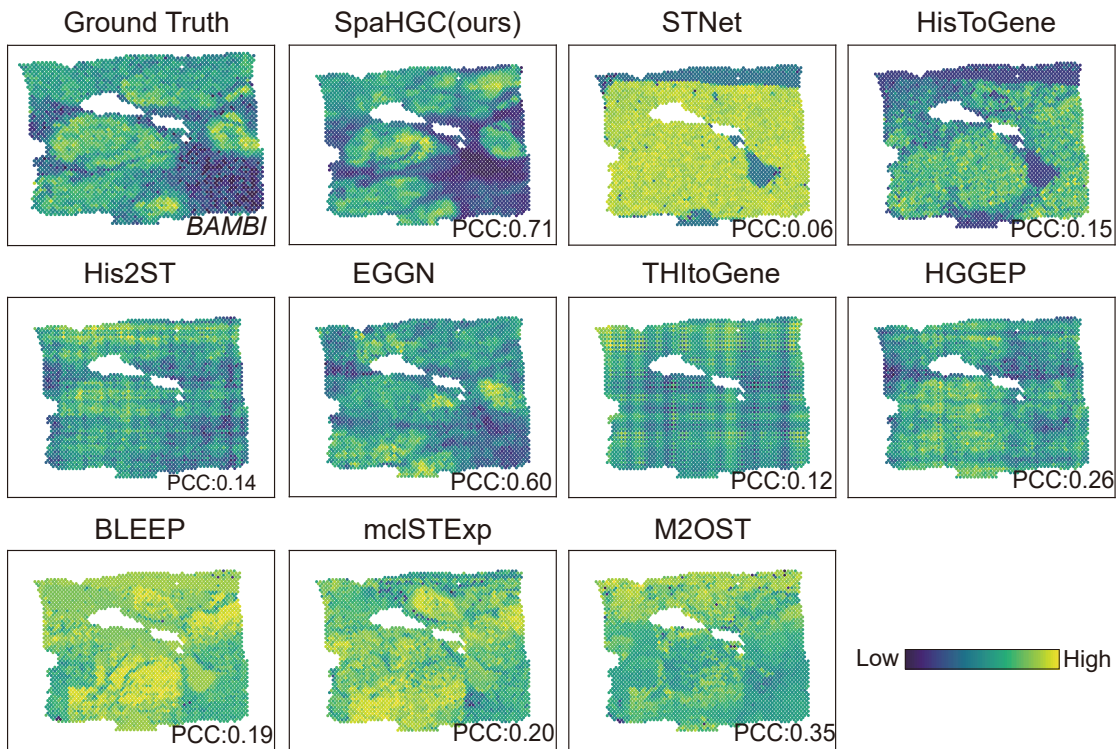 Ground Truth
SpaHGC(ours)
STNet
HisToGene
BAMBI
PCC:0.71
PCC:0.06
PCC:0.15
His2ST
EGGN
THItoGene
HGGEP
PCC:0.14
PCC:0.60
PCC:0.12
PCC:0.26
BLEEP
mclSTExp
M2OST
PCC:0.19
PCC:0.20
PCC:0.35
Low
High